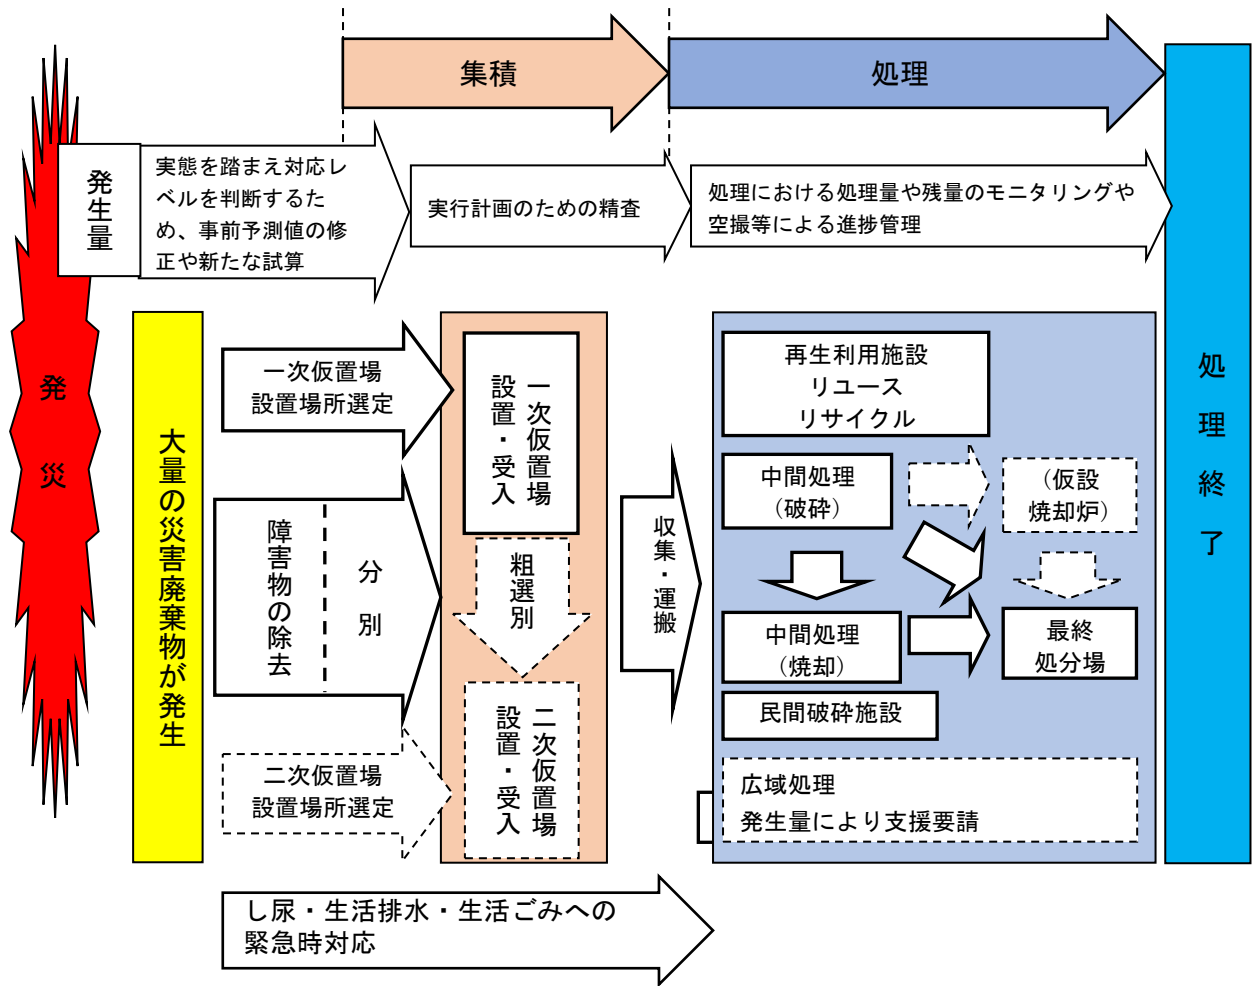 集積
処理
発災
発生量
実態を踏まえ対応レ
ベルを判断するた
め、事前予測値の修
正や新たな試算
実行計画のための精査
処理における処理量や残量のモニタリングや
空撮等による進捗管理
処理終了
大量の災害廃棄物が発生
一次仮置場
設置場所選定
障害物の除去
分別
二次仮置場
設置場所選定
一次仮置場
設置・受入
粗選別
二次仮置場
設置・受入
収集・運搬
再生利用施設
リユース
リサイクル
中間処理
(破砕)
(仮設
焼却炉)
中間処理
(焼却)
最終
処分場
民間破砕施設
広域処理
発生量により支援要請
し尿・生活排水・生活ごみへの
緊急時対応